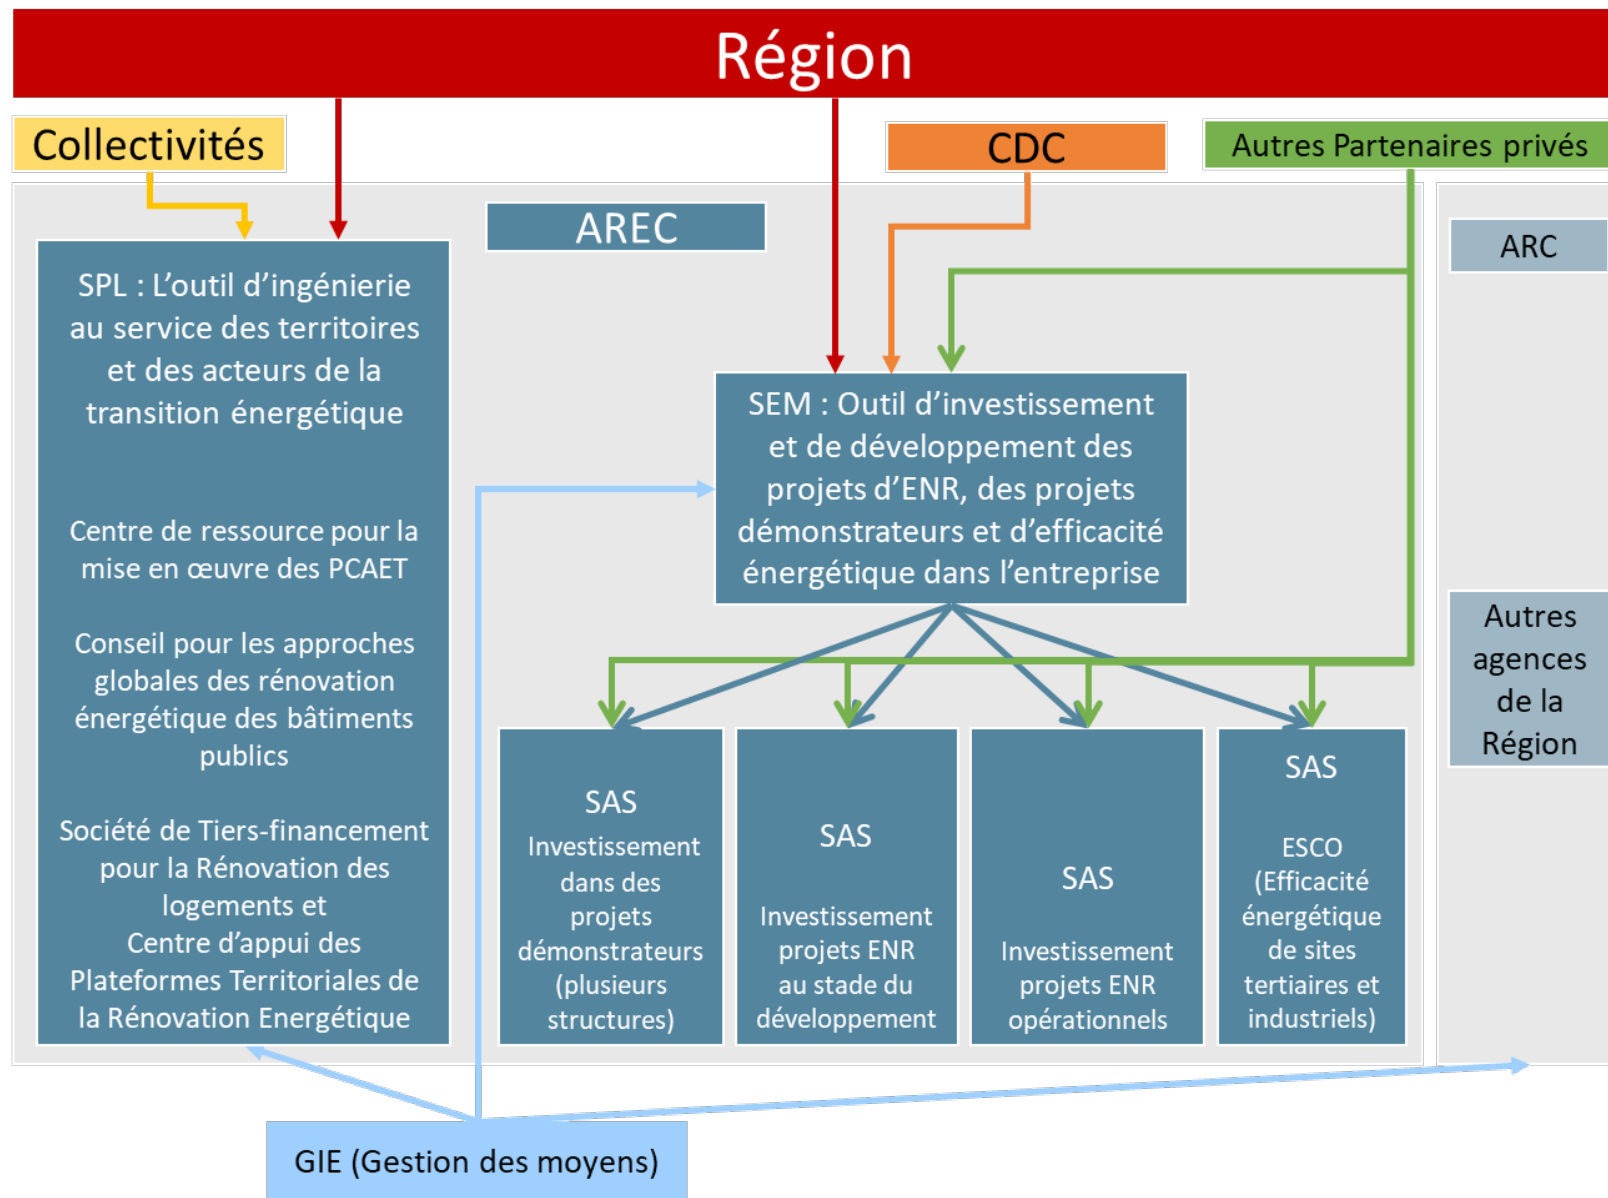 Région
Collectivités
CDC
Autres Partenaires privés
AREC
ARC
SPL : L’outil d’ingénierie
au service des territoires
et des acteurs de la
transition énergétique
Centre de ressource pour la
mise en œuvre des PCAET
Conseil pour les approches
globales des rénovation
énergétique des bâtiments
publics
Société de Tiers-financement
pour la Rénovation des
logements et
Centre d’appui des
Plateformes Territoriales de
la Rénovation Energétique
SEM : Outil d’investissement
et de développement des
projets d’ENR, des projets
démonstrateurs et d’efficacité
énergétique dans l’entreprise
Autres
agences
de la
Région
SAS
Investissement
dans des
projets
démonstrateurs
(plusieurs
structures)
SAS
Investissement
projets ENR
au stade du
développement
SAS
Investissement
projets ENR
opérationnels
SAS
ESCO
(Efficacité
énergétique
de sites
tertiaires et
industriels)
GIE (Gestion des moyens)